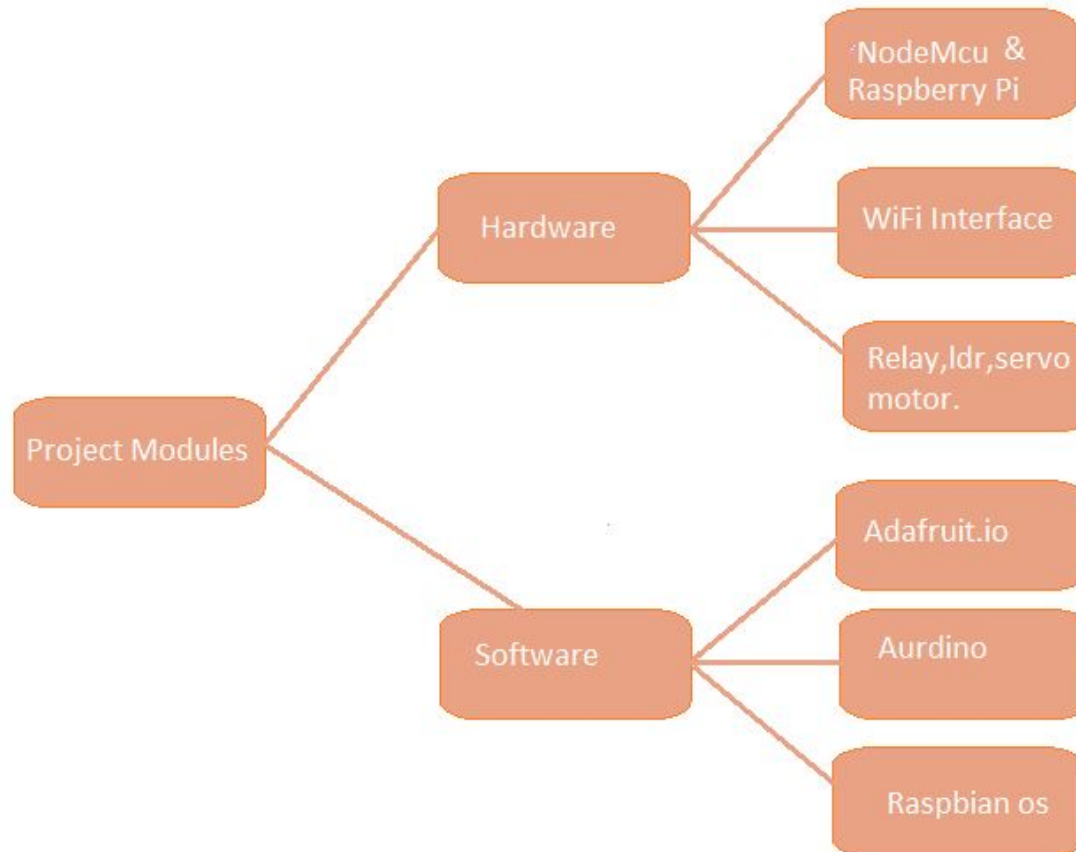 NodeMcu &
Raspberry Pi
Hardware
WiFi Interface
Relay,ldr,servo
motor.
Project Modules
Adafruit.io
Software
Aurdino
Raspbian os